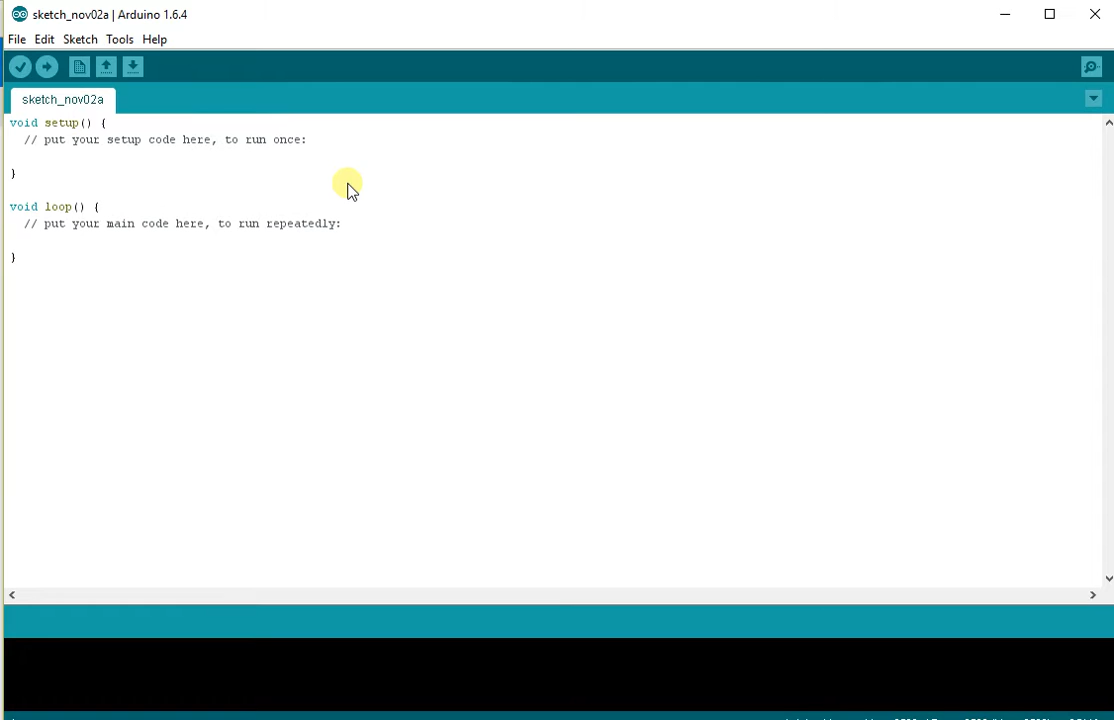 sketch_nov02a | Arduino 1.6.4
File Edit Sketch Tools Help
sketch_nov02a
void setup() {
  // put your setup code here, to run once:
}
void loop() {
  // put your main code here, to run repeatedly:
}